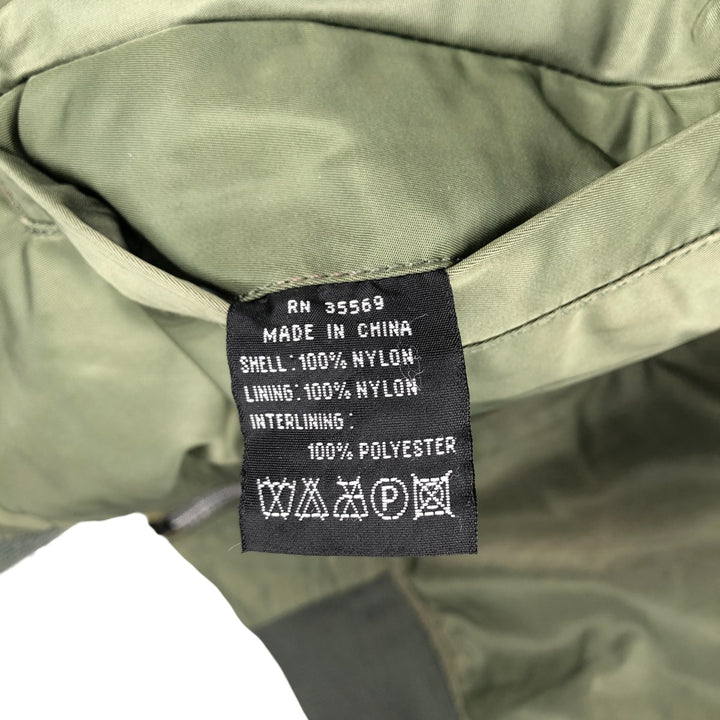 RN 35569
MADE IN CHINA
SHELL: 100% NYLON
LINING: 100% NYLON
INTERLINING:
100% POLYESTER
P